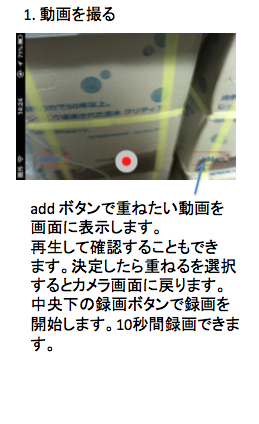 1. 動画を撮る
14:24
add
add ボタンで重ねたい動画を
画面に表示します。
再生して確認することもでき
ます。決定したら重ねるを選択
するとカメラ画面に戻ります。
中央下の録画ボタンで録画を
開始します。10秒間録画できま
す。